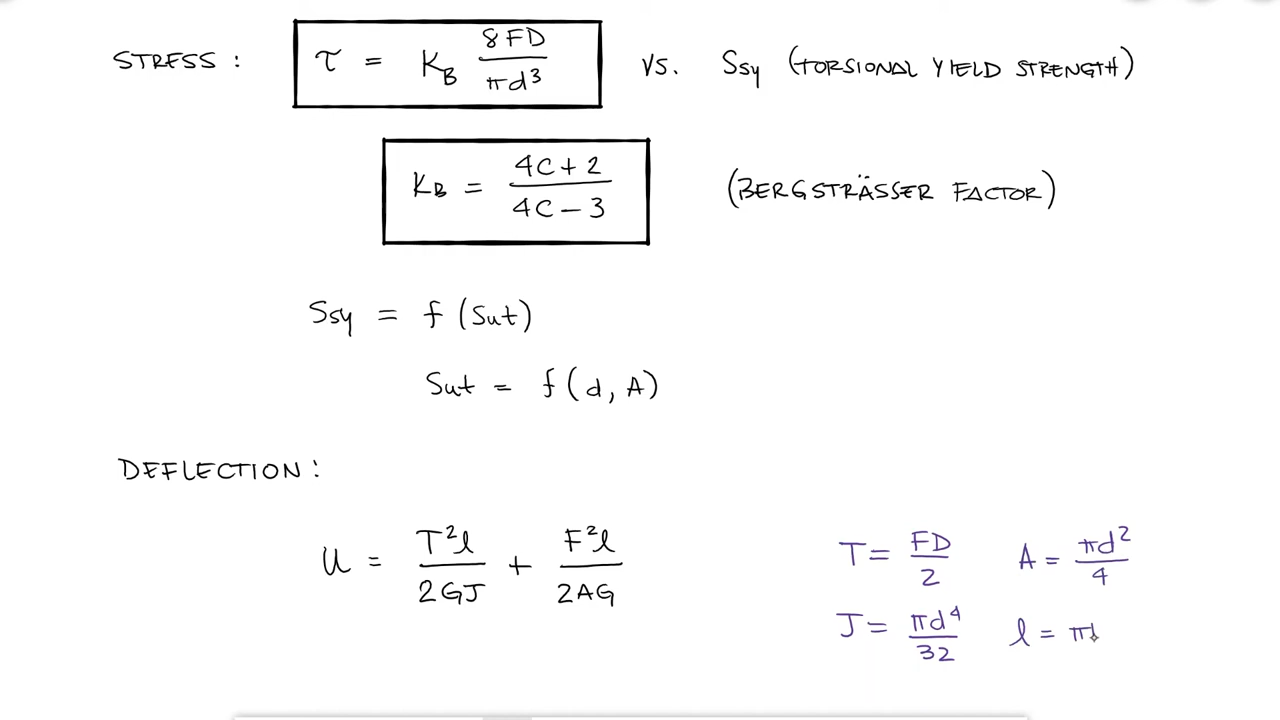 STRESS: τ = K_B 8FD/πd³ VS. Ssy (TORSIONAL YIELD STRENGTH)
K_B = (4C + 2)/(4C − 3) (BERGSTRÄSSER FACTOR)
Ssy = f (Sut)
Sut = f (d, A)
DEFLECTION:
U = T²l/2GJ + F²l/2AG
T = FD/2 A = πd²/4
J = πd⁴/32 l = π